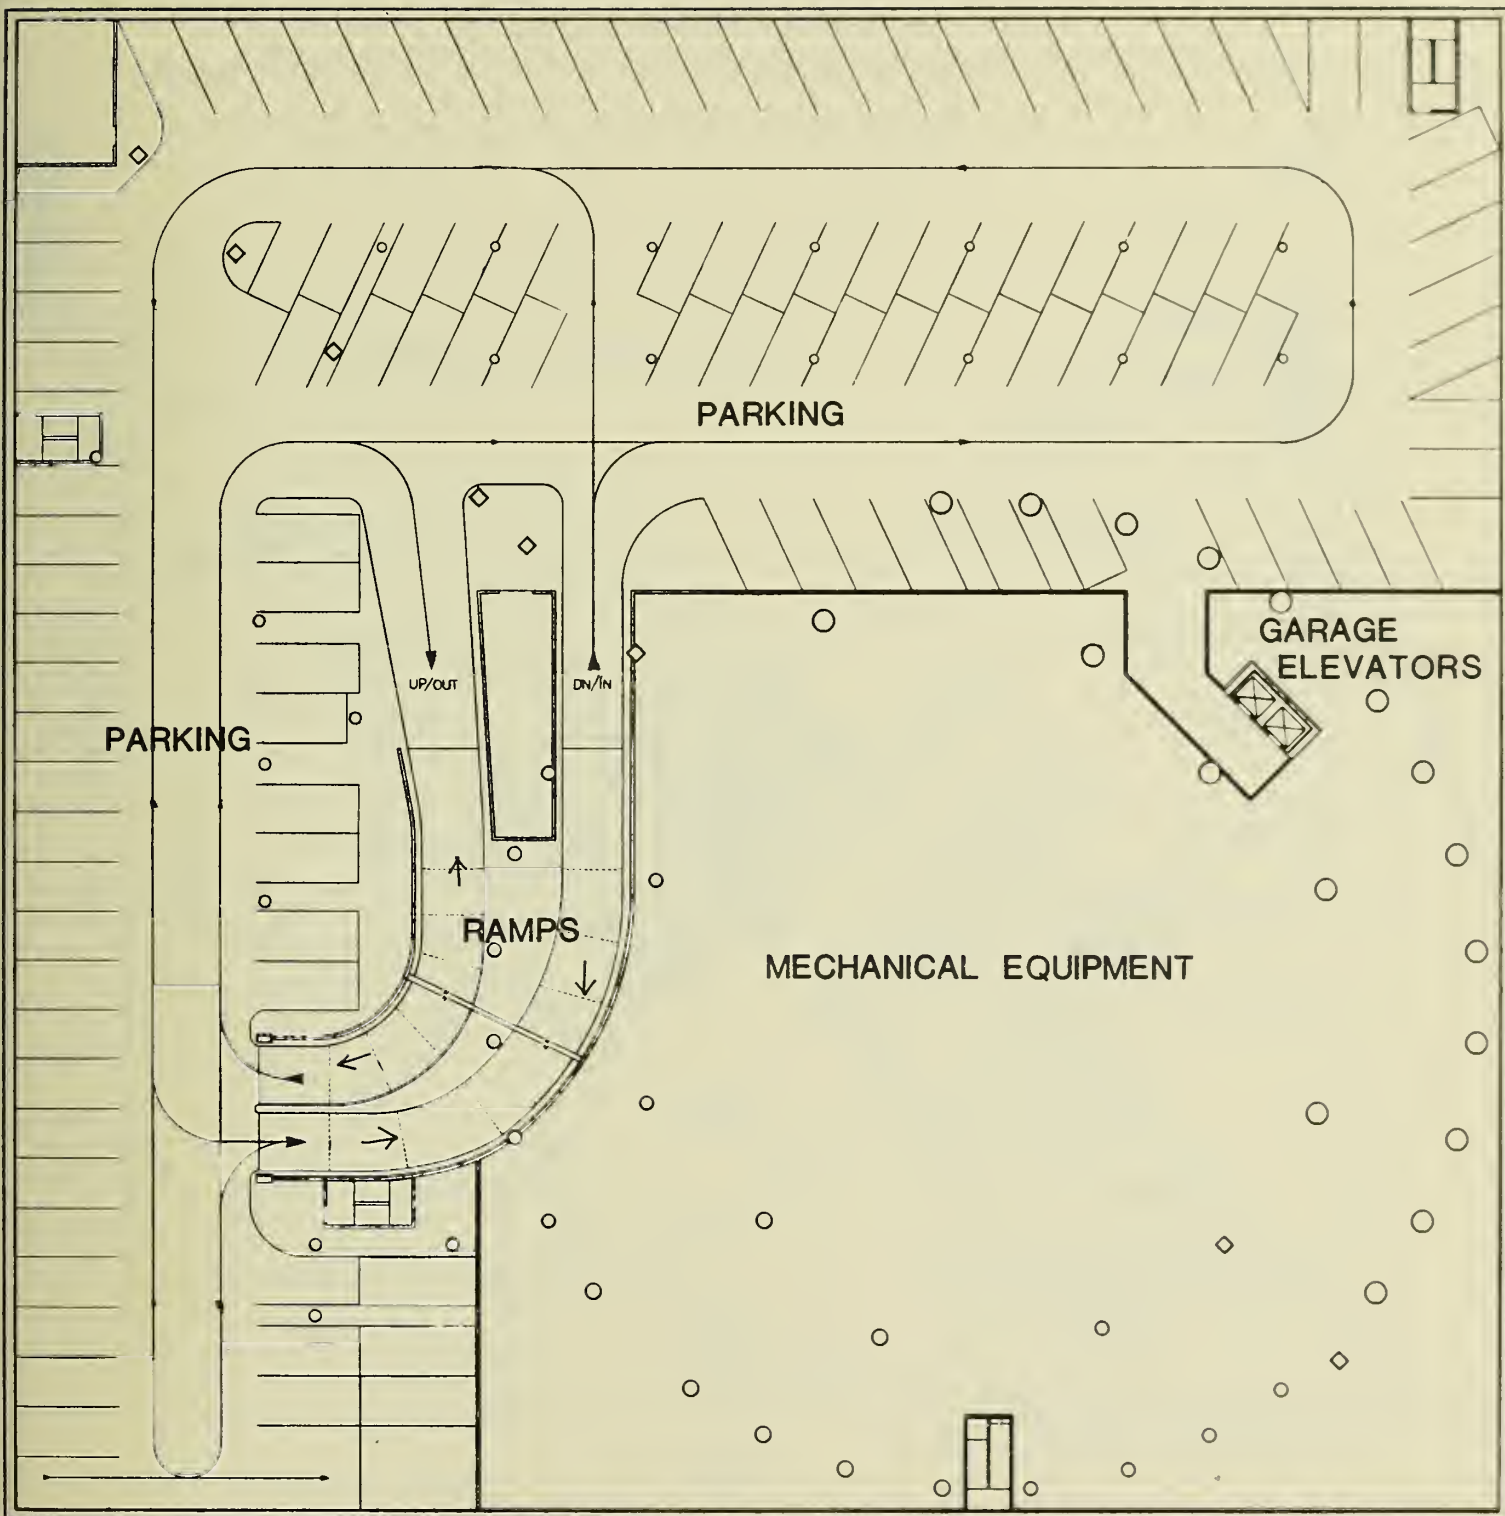 PARKING
GARAGE
ELEVATORS
UP/OUT
DN/IN
PARKING
RAMPS
MECHANICAL EQUIPMENT